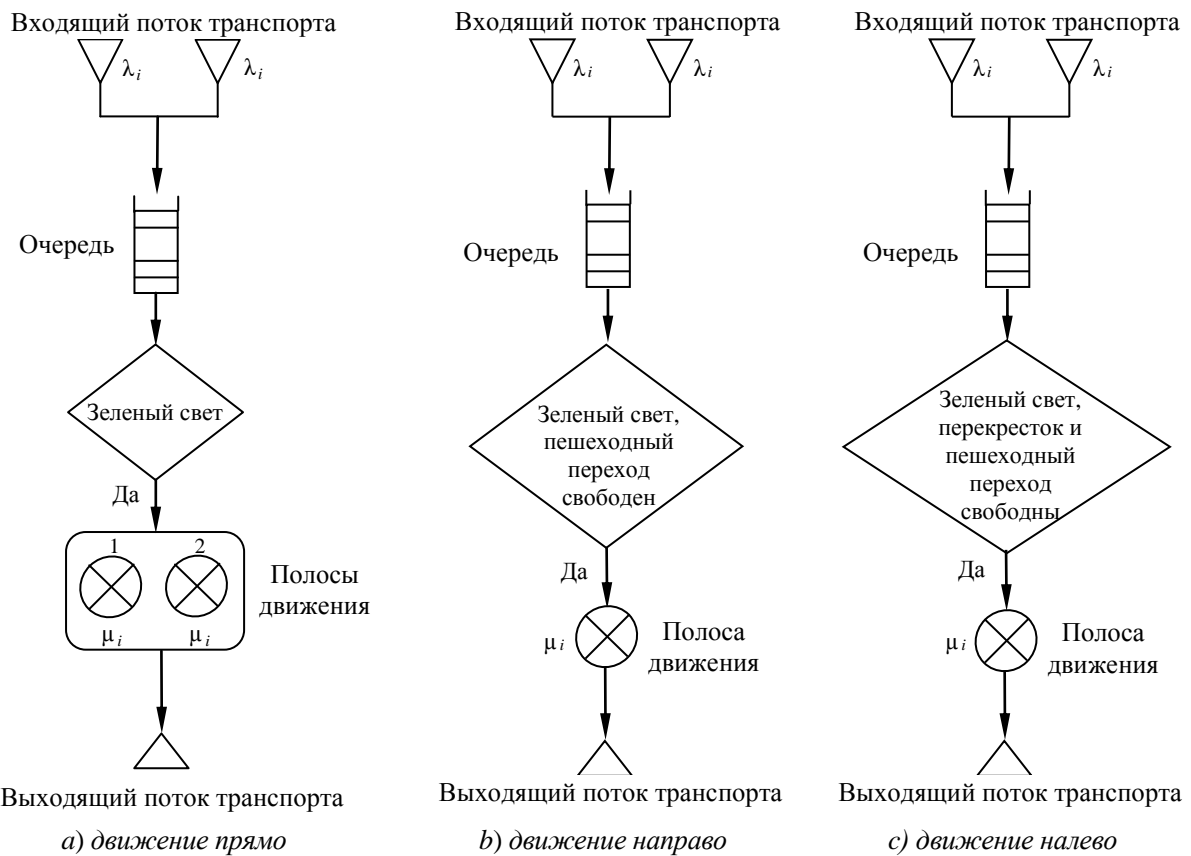 Входящий поток транспорта
λi
λi
Очередь
Зеленый свет
Да
1
2
μi
μi
Полосы
движения
Выходящий поток транспорта
a) движение прямо
Входящий поток транспорта
λi
λi
Очередь
Зеленый свет,
пешеходный
переход
свободен
Да
μi
Полоса
движения
Выходящий поток транспорта
b) движение направо
Входящий поток транспорта
λi
λi
Очередь
Зеленый свет,
перекресток и
пешеходный
переход
свободны
Да
μi
Полоса
движения
Выходящий поток транспорта
c) движение налево